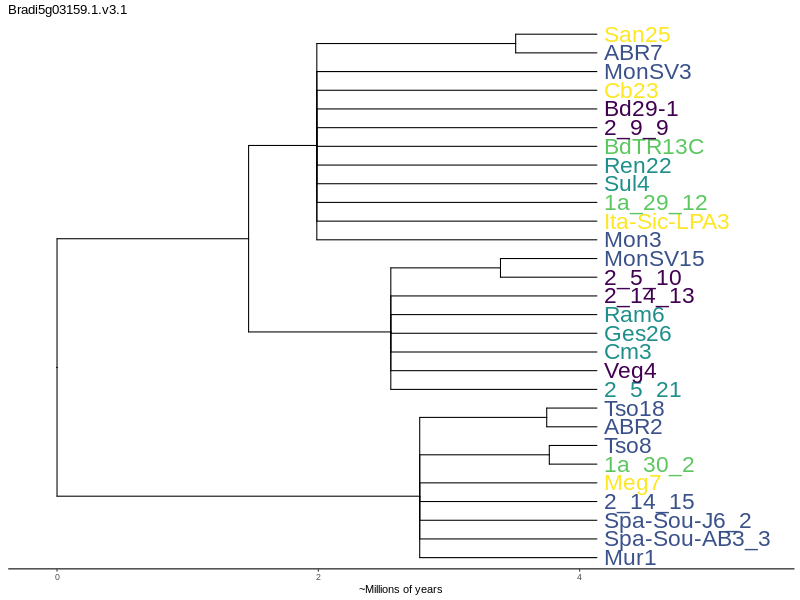 Bradi5g03159.1.v3.1
San25
ABR7
MonSV3
Cb23
Bd29-1
2_9_9
BdTR13C
Ren22
Sul4
1a_29_12
Ita-Sic-LPA3
Mon3
MonSV15
2_5_10
2_14_13
Ram6
Ges26
Cm3
Veg4
2_5_21
Tso18
ABR2
Tso8
1a_30_2
Meg7
2_14_15
Spa-Sou-J6_2
Spa-Sou-AB3_3
Mur1
0 2 4
~Millions of years